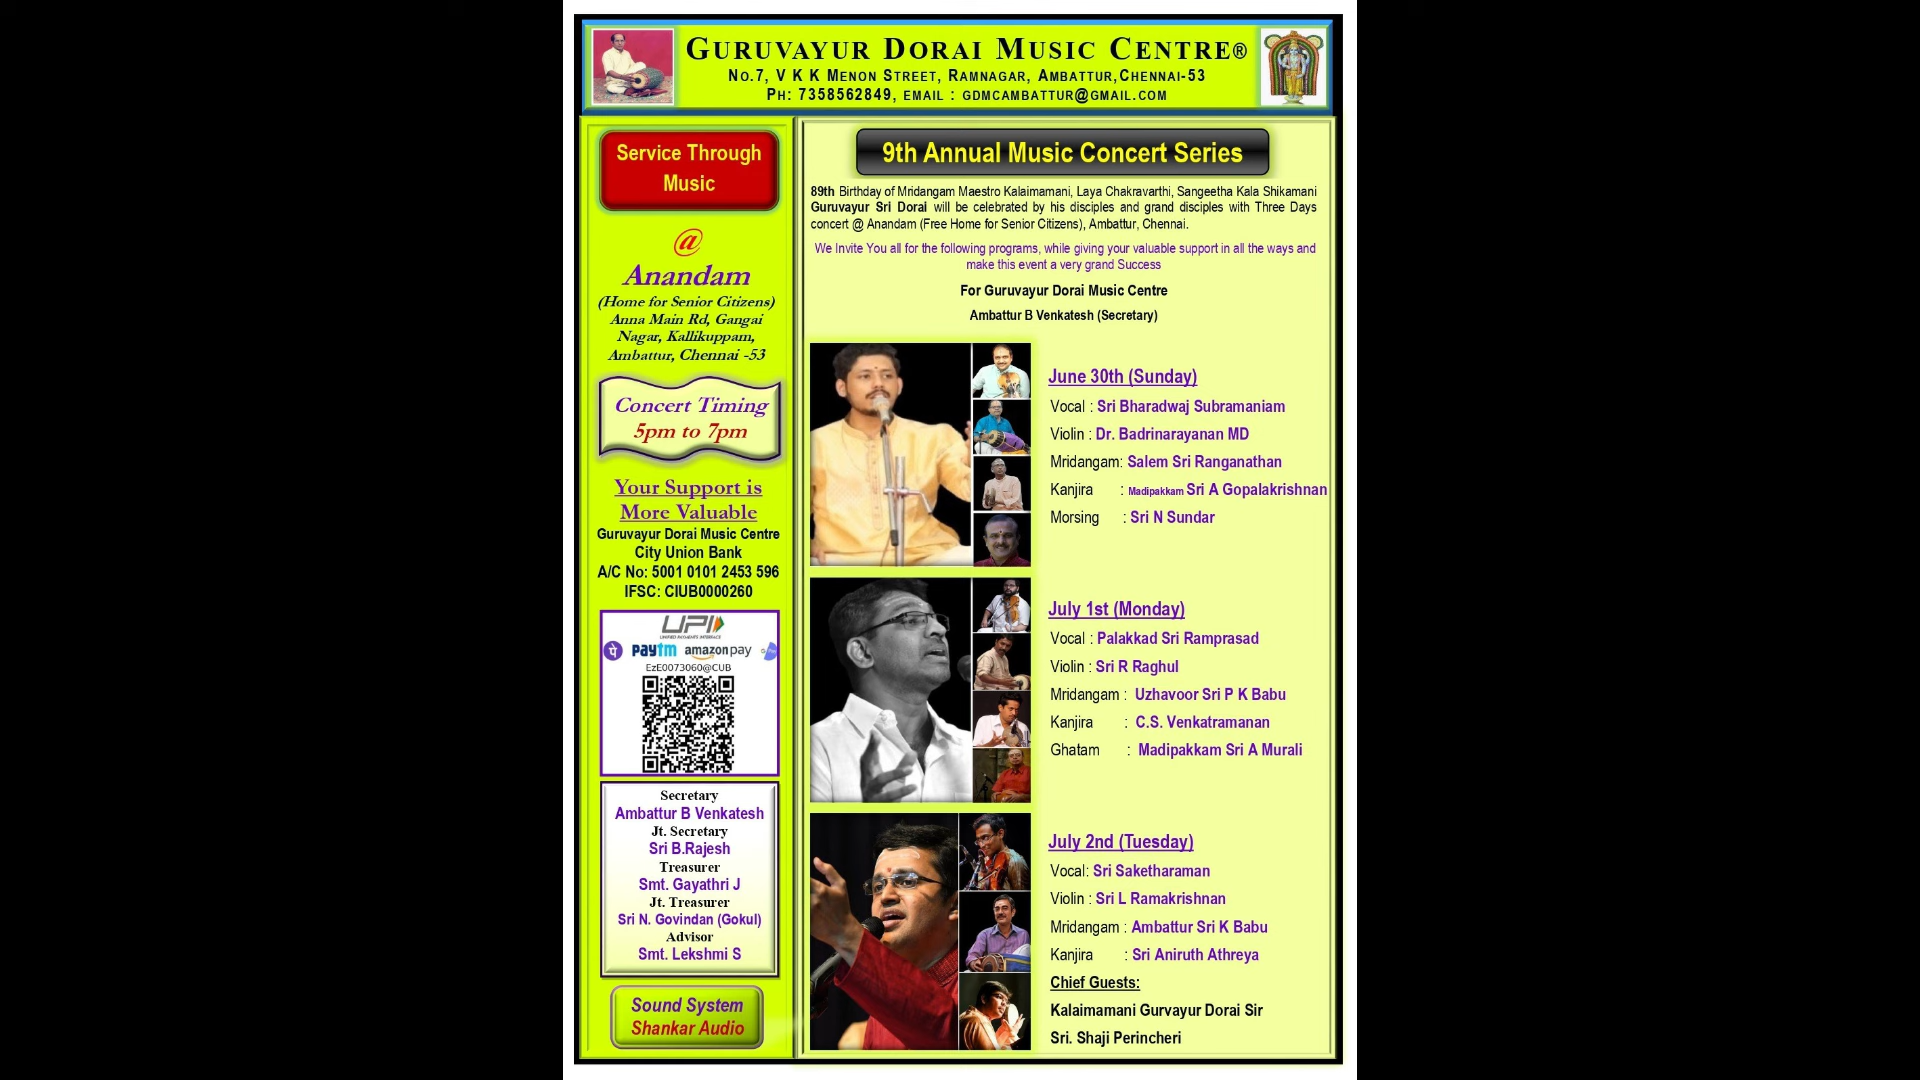 GURUVAYUR DORAI MUSIC CENTRE®
NO.7, V K K MENON STREET, RAMNAGAR, AMBATTUR,CHENNAI-53
PH: 7358562849, EMAIL : GDMCAMBATTUR@GMAIL.COM
Service Through
Music
@
Anandam
(Home for Senior Citizens)
Anna Main Rd, Gangai
Nagar, Kallikuppam,
Ambattur, Chennai -53
Concert Timing
5pm to 7pm
Your Support is
More Valuable
Guruvayur Dorai Music Centre
City Union Bank
A/C No: 5001 0101 2453 596
IFSC: CIUB0000260
UPI
UNIFIED PAYMENTS INTERFACE
पे paytm amazon pay
EzE0073060@CUB
Secretary
Ambattur B Venkatesh
Jt. Secretary
Sri B.Rajesh
Treasurer
Smt. Gayathri J
Jt. Treasurer
Sri N. Govindan (Gokul)
Advisor
Smt. Lekshmi S
Sound System
Shankar Audio
9th Annual Music Concert Series
89th Birthday of Mridangam Maestro Kalaimamani, Laya Chakravarthi, Sangeetha Kala Shikamani
Guruvayur Sri Dorai will be celebrated by his disciples and grand disciples with Three Days
concert @ Anandam (Free Home for Senior Citizens), Ambattur, Chennai.
We Invite You all for the following programs, while giving your valuable support in all the ways and
make this event a very grand Success
For Guruvayur Dorai Music Centre
Ambattur B Venkatesh (Secretary)
June 30th (Sunday)
Vocal : Sri Bharadwaj Subramaniam
Violin : Dr. Badrinarayanan MD
Mridangam: Salem Sri Ranganathan
Kanjira : Madipakkam Sri A Gopalakrishnan
Morsing : Sri N Sundar
July 1st (Monday)
Vocal : Palakkad Sri Ramprasad
Violin : Sri R Raghul
Mridangam : Uzhavoor Sri P K Babu
Kanjira : C.S. Venkatramanan
Ghatam : Madipakkam Sri A Murali
July 2nd (Tuesday)
Vocal: Sri Saketharaman
Violin : Sri L Ramakrishnan
Mridangam : Ambattur Sri K Babu
Kanjira : Sri Aniruth Athreya
Chief Guests:
Kalaimamani Gurvayur Dorai Sir
Sri. Shaji Perincheri